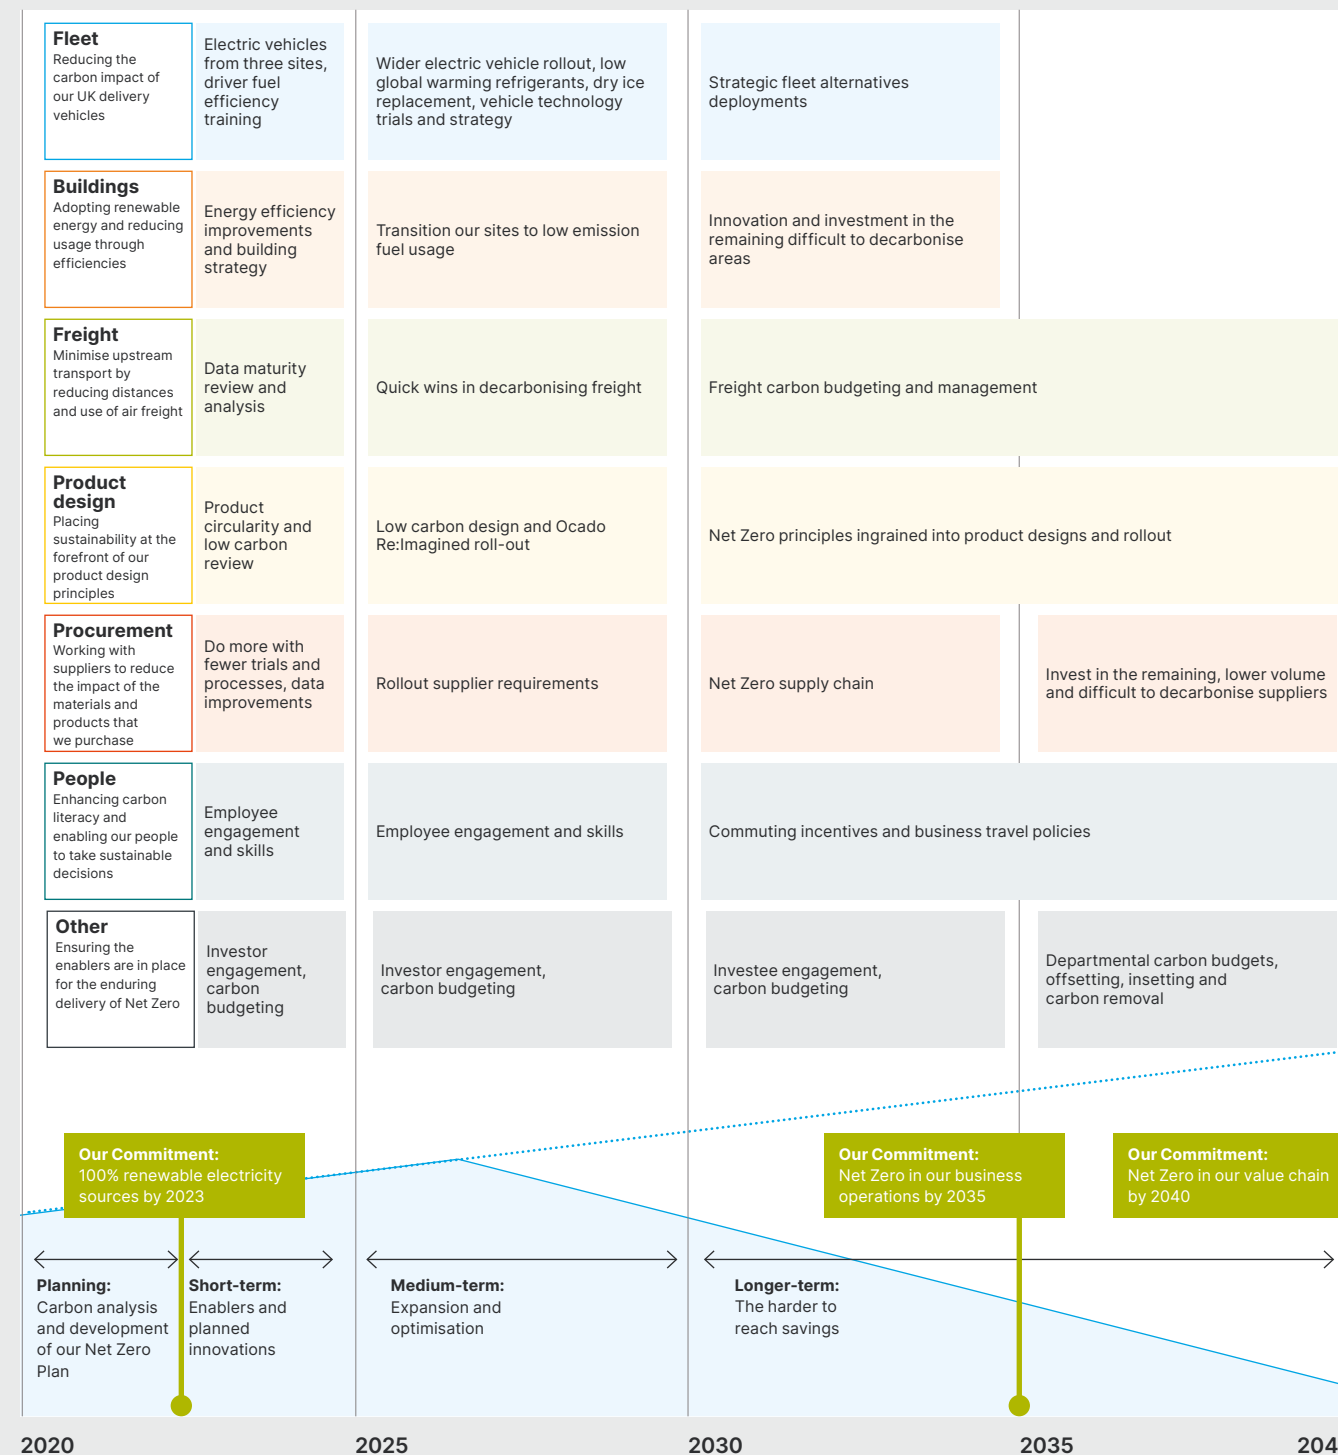 Fleet
Reducing the
carbon impact of
our UK delivery
vehicles
Electric vehicles
from three sites,
driver fuel
efficiency
training
Wider electric vehicle rollout, low
global warming refrigerants, dry ice
replacement, vehicle technology
trials and strategy
Strategic fleet alternatives
deployments
Buildings
Adopting renewable
energy and reducing
usage through
efficiencies
Energy efficiency
improvements
and building
strategy
Transition our sites to low emission
fuel usage
Innovation and investment in the
remaining difficult to decarbonise
areas
Freight
Minimise upstream
transport by
reducing distances
and use of air freight
Data maturity
review and
analysis
Quick wins in decarbonising freight
Freight carbon budgeting and management
Product
design
Placing
sustainability at the
forefront of our
product design
principles
Product
circularity and
low carbon
review
Low carbon design and Ocado
Re:Imagined roll-out
Net Zero principles ingrained into product designs and rollout
Procurement
Working with
suppliers to reduce
the impact of the
materials and
products that
we purchase
Do more with
fewer trials and
processes, data
improvements
Rollout supplier requirements
Net Zero supply chain
Invest in the remaining, lower volume
and difficult to decarbonise suppliers
People
Enhancing carbon
literacy and
enabling our people
to take sustainable
decisions
Employee
engagement
and skills
Employee engagement and skills
Commuting incentives and business travel policies
Other
Ensuring the
enablers are in place
for the enduring
delivery of Net Zero
Investor
engagement,
carbon
budgeting
Investor engagement,
carbon budgeting
Investee engagement,
carbon budgeting
Departmental carbon budgets,
offsetting, insetting and
carbon removal
Our Commitment:
100% renewable electricity
sources by 2023
Our Commitment:
Net Zero in our business
operations by 2035
Our Commitment:
Net Zero in our value chain
by 2040
Planning:
Carbon analysis
and development
of our Net Zero
Plan
Short-term:
Enablers and
planned
innovations
Medium-term:
Expansion and
optimisation
Longer-term:
The harder to
reach savings
2020
2025
2030
2035
204